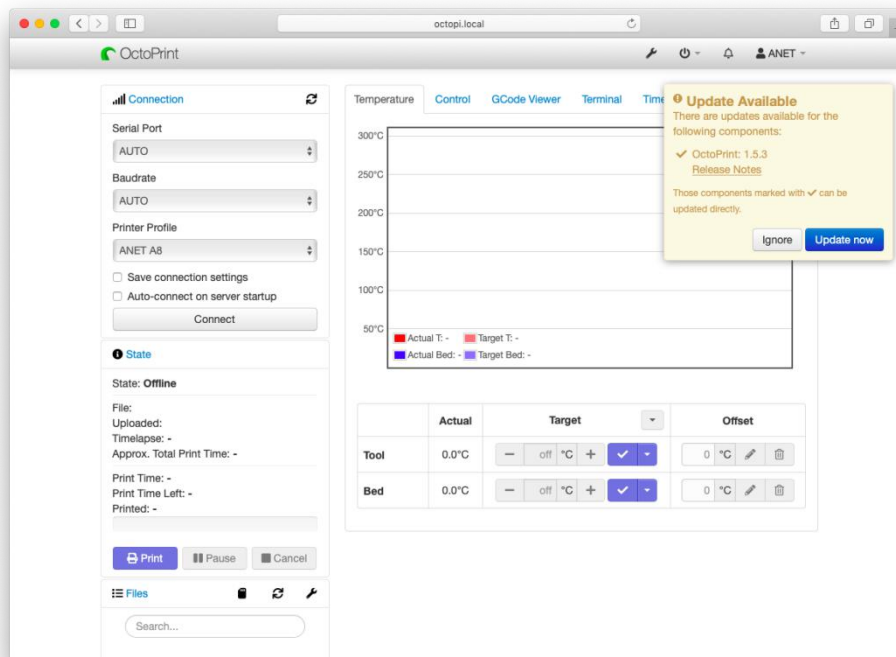 octopi.local
OctoPrint
ANET
Connection
Serial Port
AUTO
Baudrate
AUTO
Printer Profile
ANET A8
Save connection settings
Auto-connect on server startup
Connect
State
State: Offline
File:
Uploaded:
Timelapse: -
Approx. Total Print Time: -
Print Time: -
Print Time Left: -
Printed: -
Print Pause Cancel
Files
Search...
Temperature Control GCode Viewer Terminal Time
300°C
250°C
200°C
150°C
100°C
50°C
Actual T: - Target T: -
Actual Bed: - Target Bed: -
Actual Target Offset
Tool 0.0°C off °C 0 °C
Bed 0.0°C off °C 0 °C
Update Available
There are updates available for the
following components:
OctoPrint: 1.5.3
Release Notes
Those components marked with ✔ can be
updated directly.
Ignore Update now